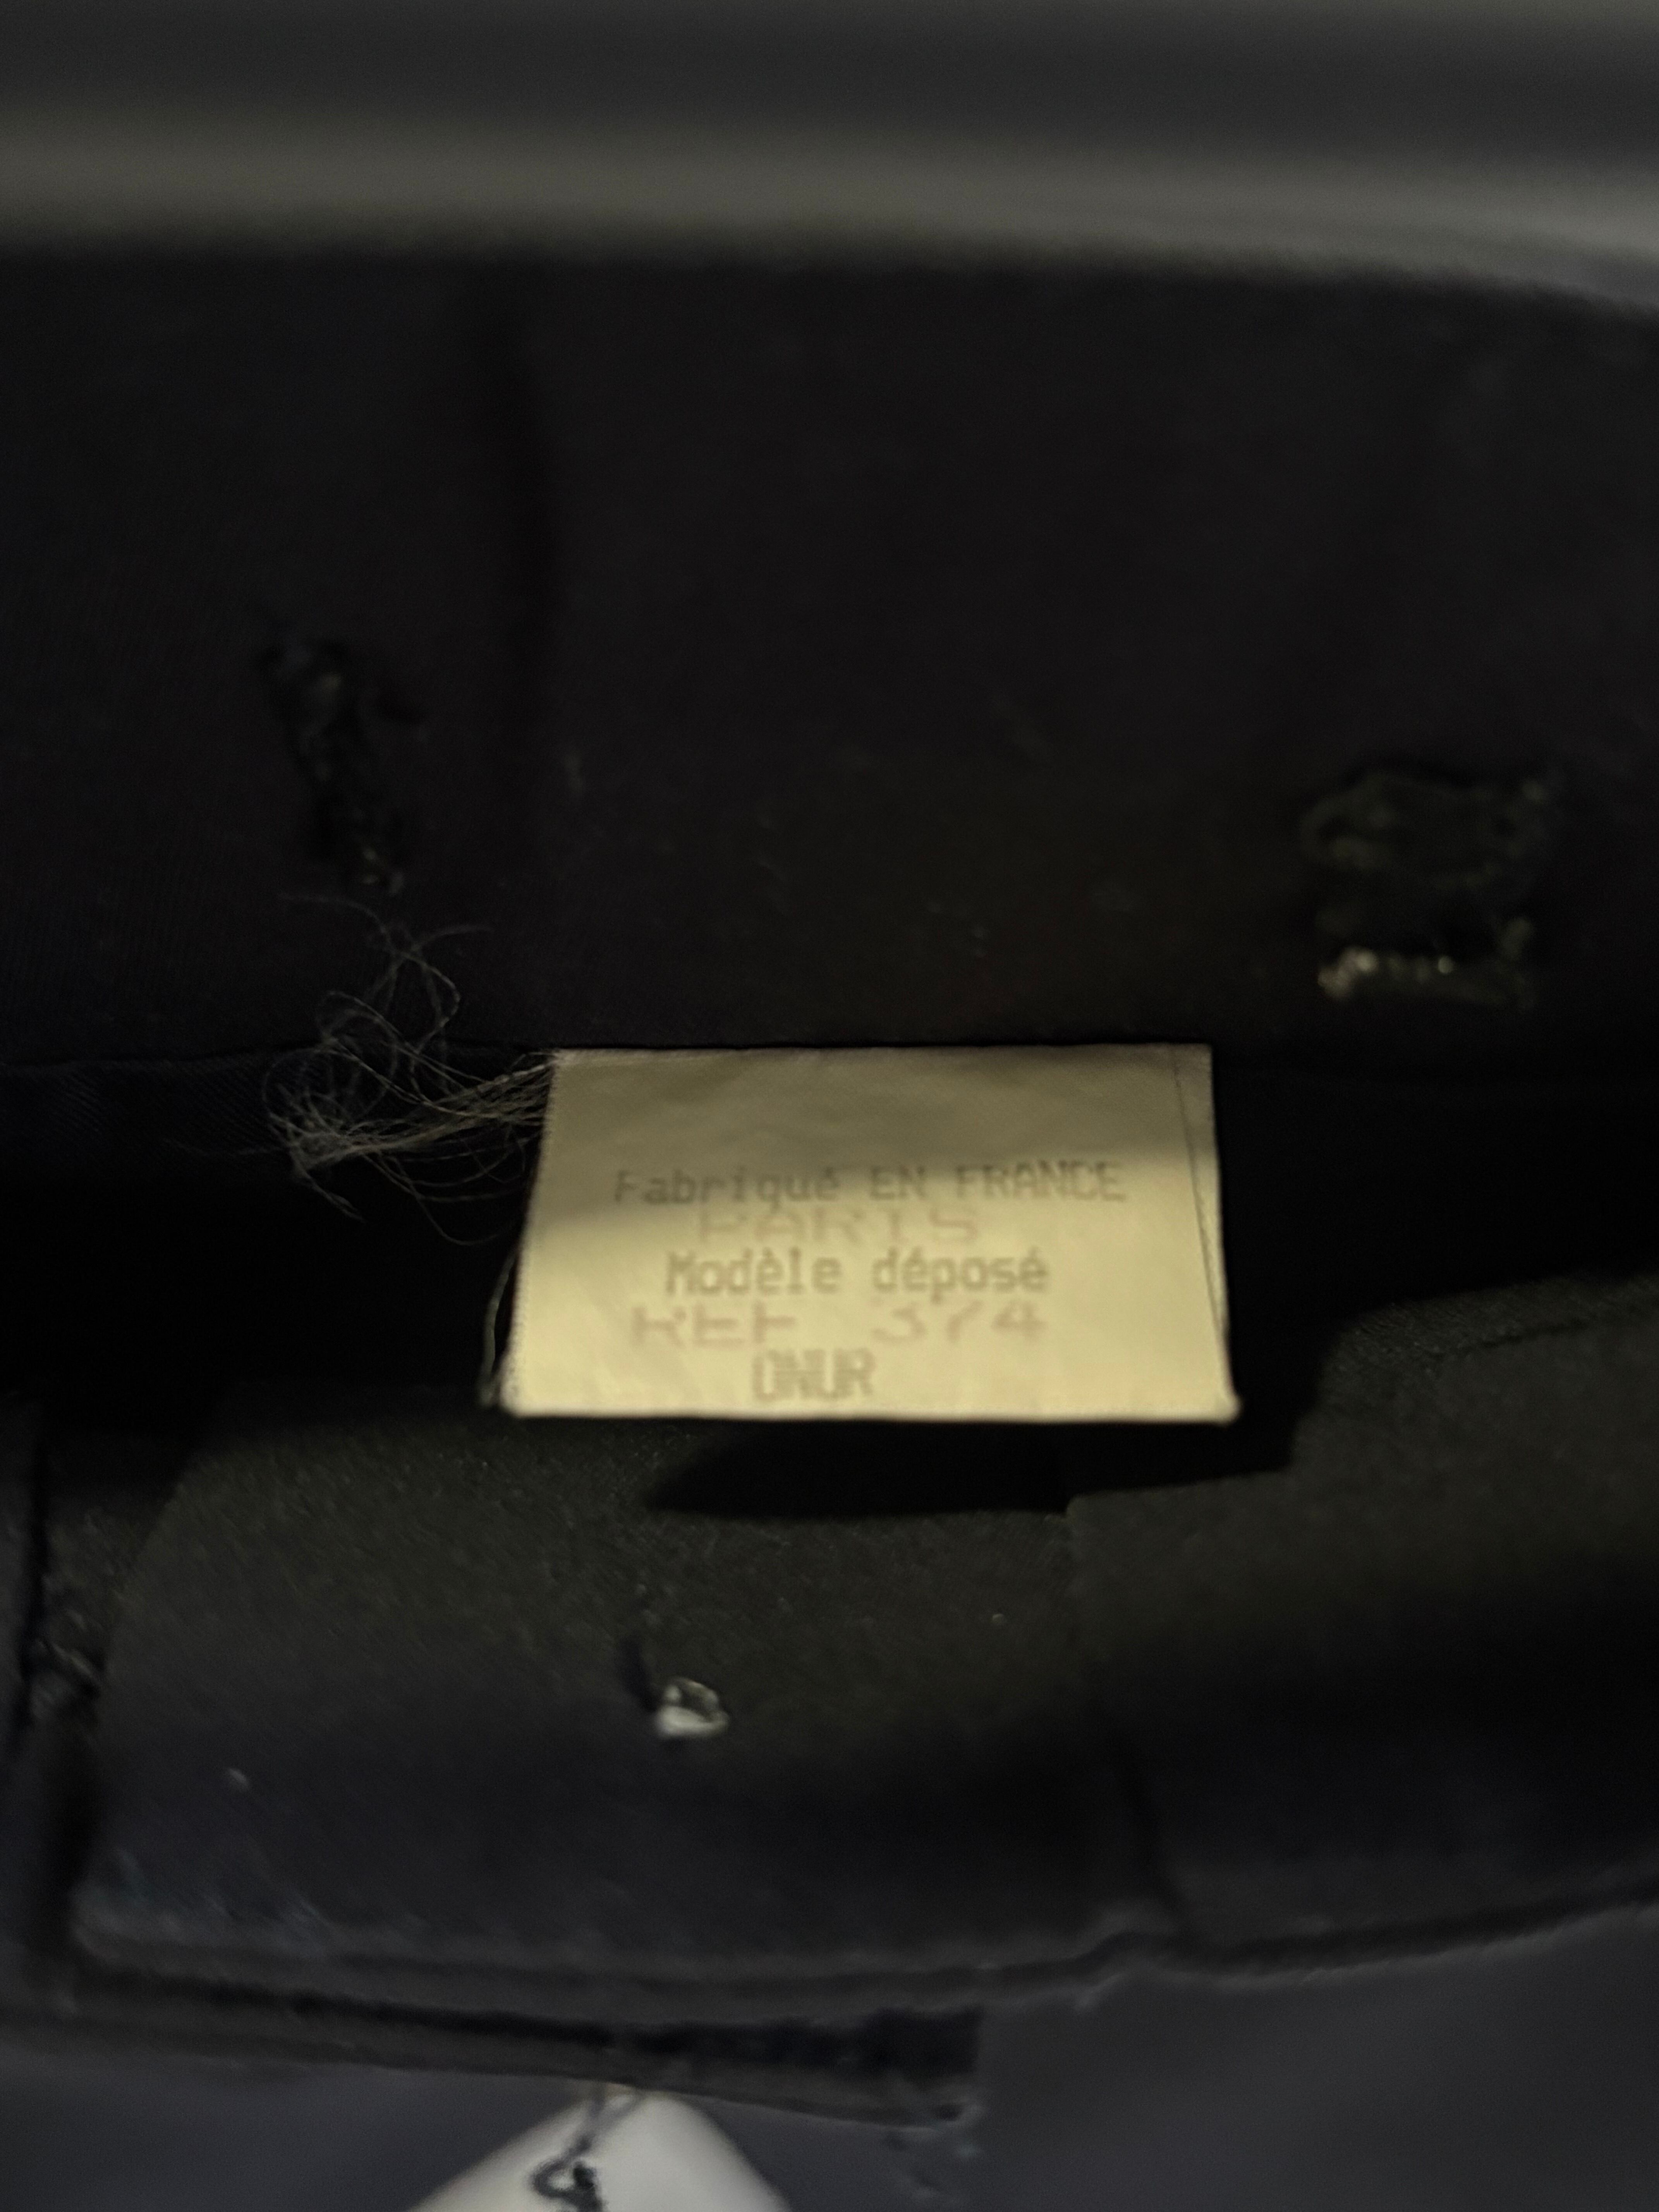 Fabriqué EN FRANCE
PARIS
Modèle déposé
REF 374
ONUR